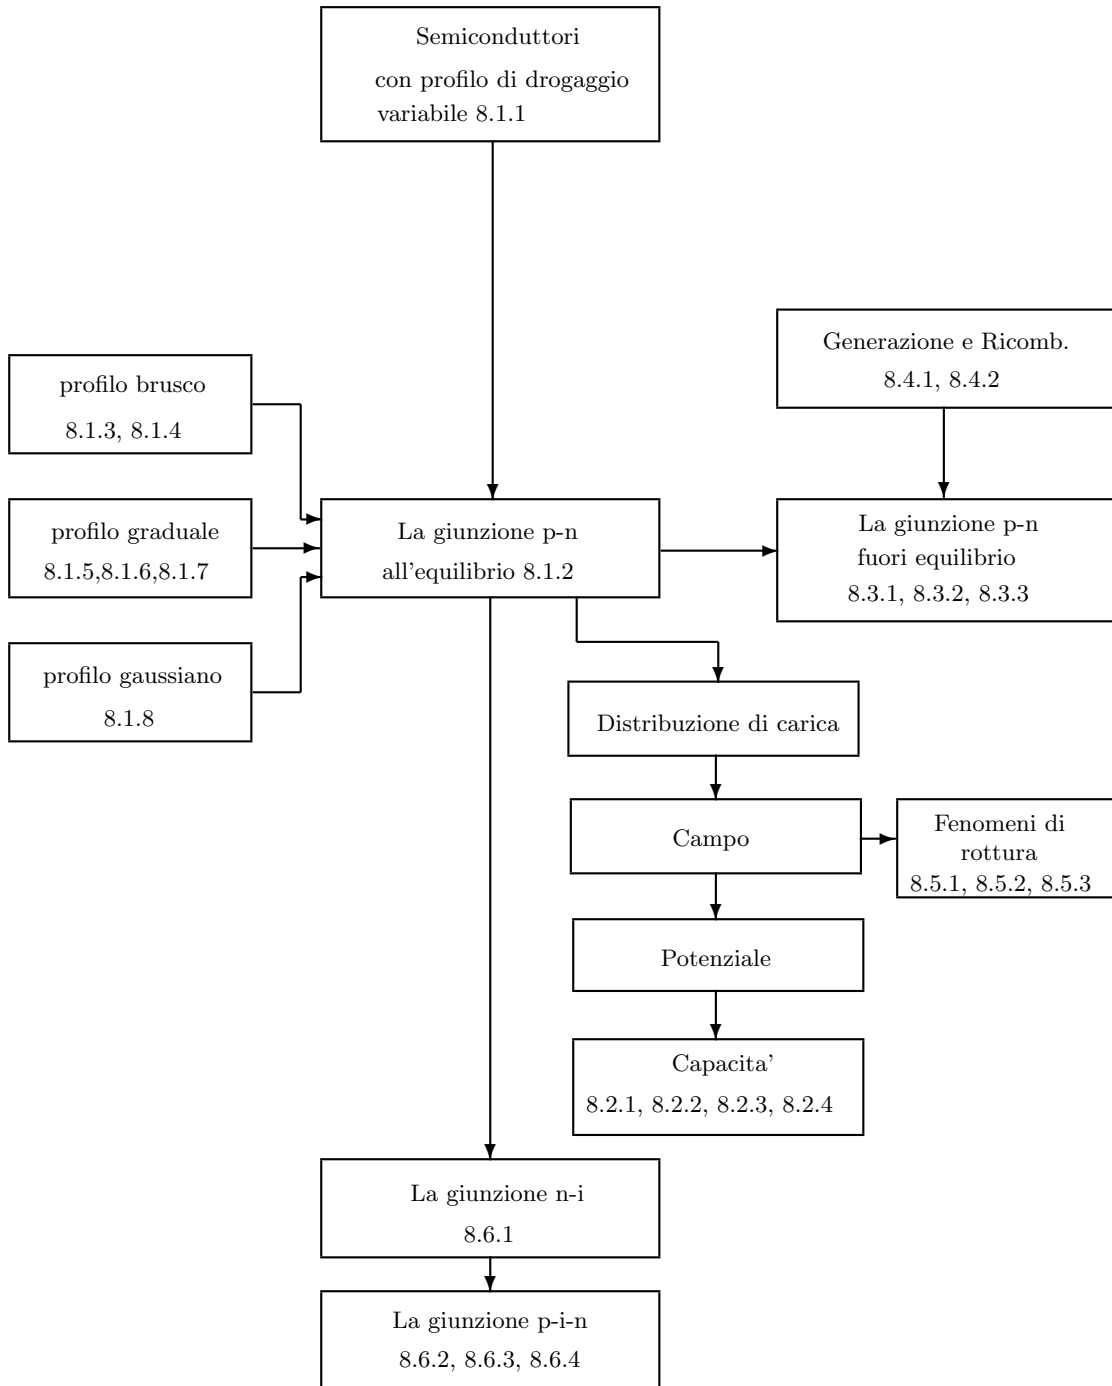 Semiconduttori
con profilo di drogaggio
variabile 8.1.1
Generazione e Ricomb.
8.4.1, 8.4.2
profilo brusco
8.1.3, 8.1.4
profilo graduale
8.1.5,8.1.6,8.1.7
La giunzione p-n
all'equilibrio 8.1.2
La giunzione p-n
fuori equilibrio
8.3.1, 8.3.2, 8.3.3
profilo gaussiano
8.1.8
Distribuzione di carica
Campo
Fenomeni di
rottura
8.5.1, 8.5.2, 8.5.3
Potenziale
Capacita'
8.2.1, 8.2.2, 8.2.3, 8.2.4
La giunzione n-i
8.6.1
La giunzione p-i-n
8.6.2, 8.6.3, 8.6.4